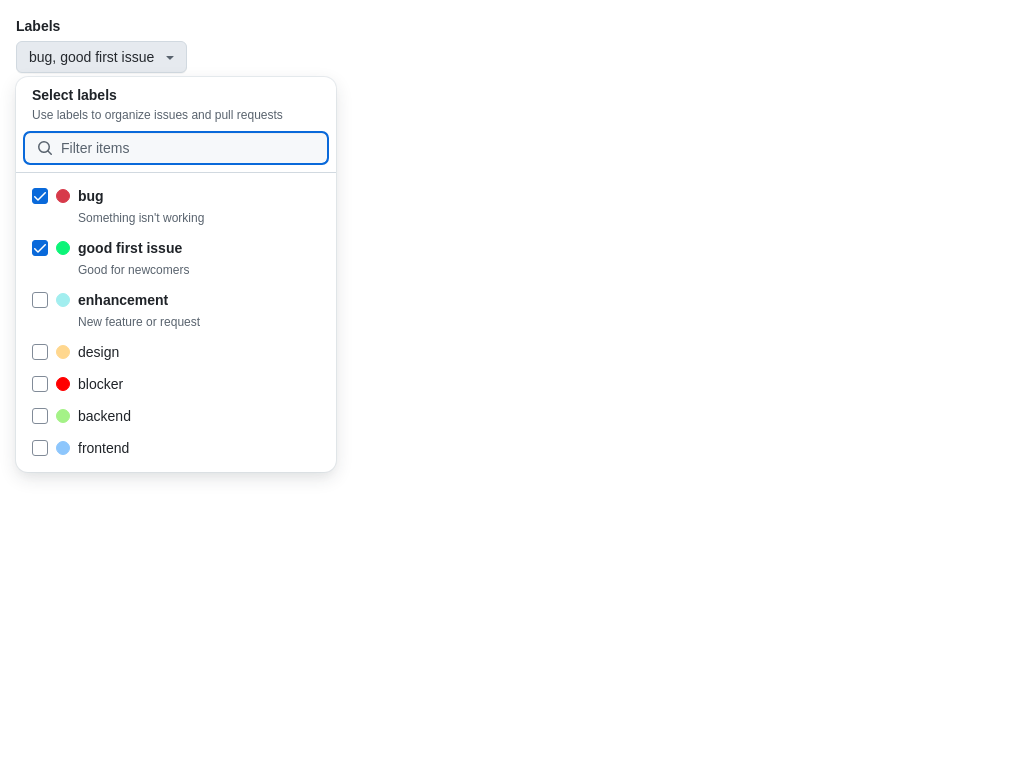 Labels
bug, good first issue
Select labels
Use labels to organize issues and pull requests
Filter items
bug
Something isn't working
good first issue
Good for newcomers
enhancement
New feature or request
design
blocker
backend
frontend